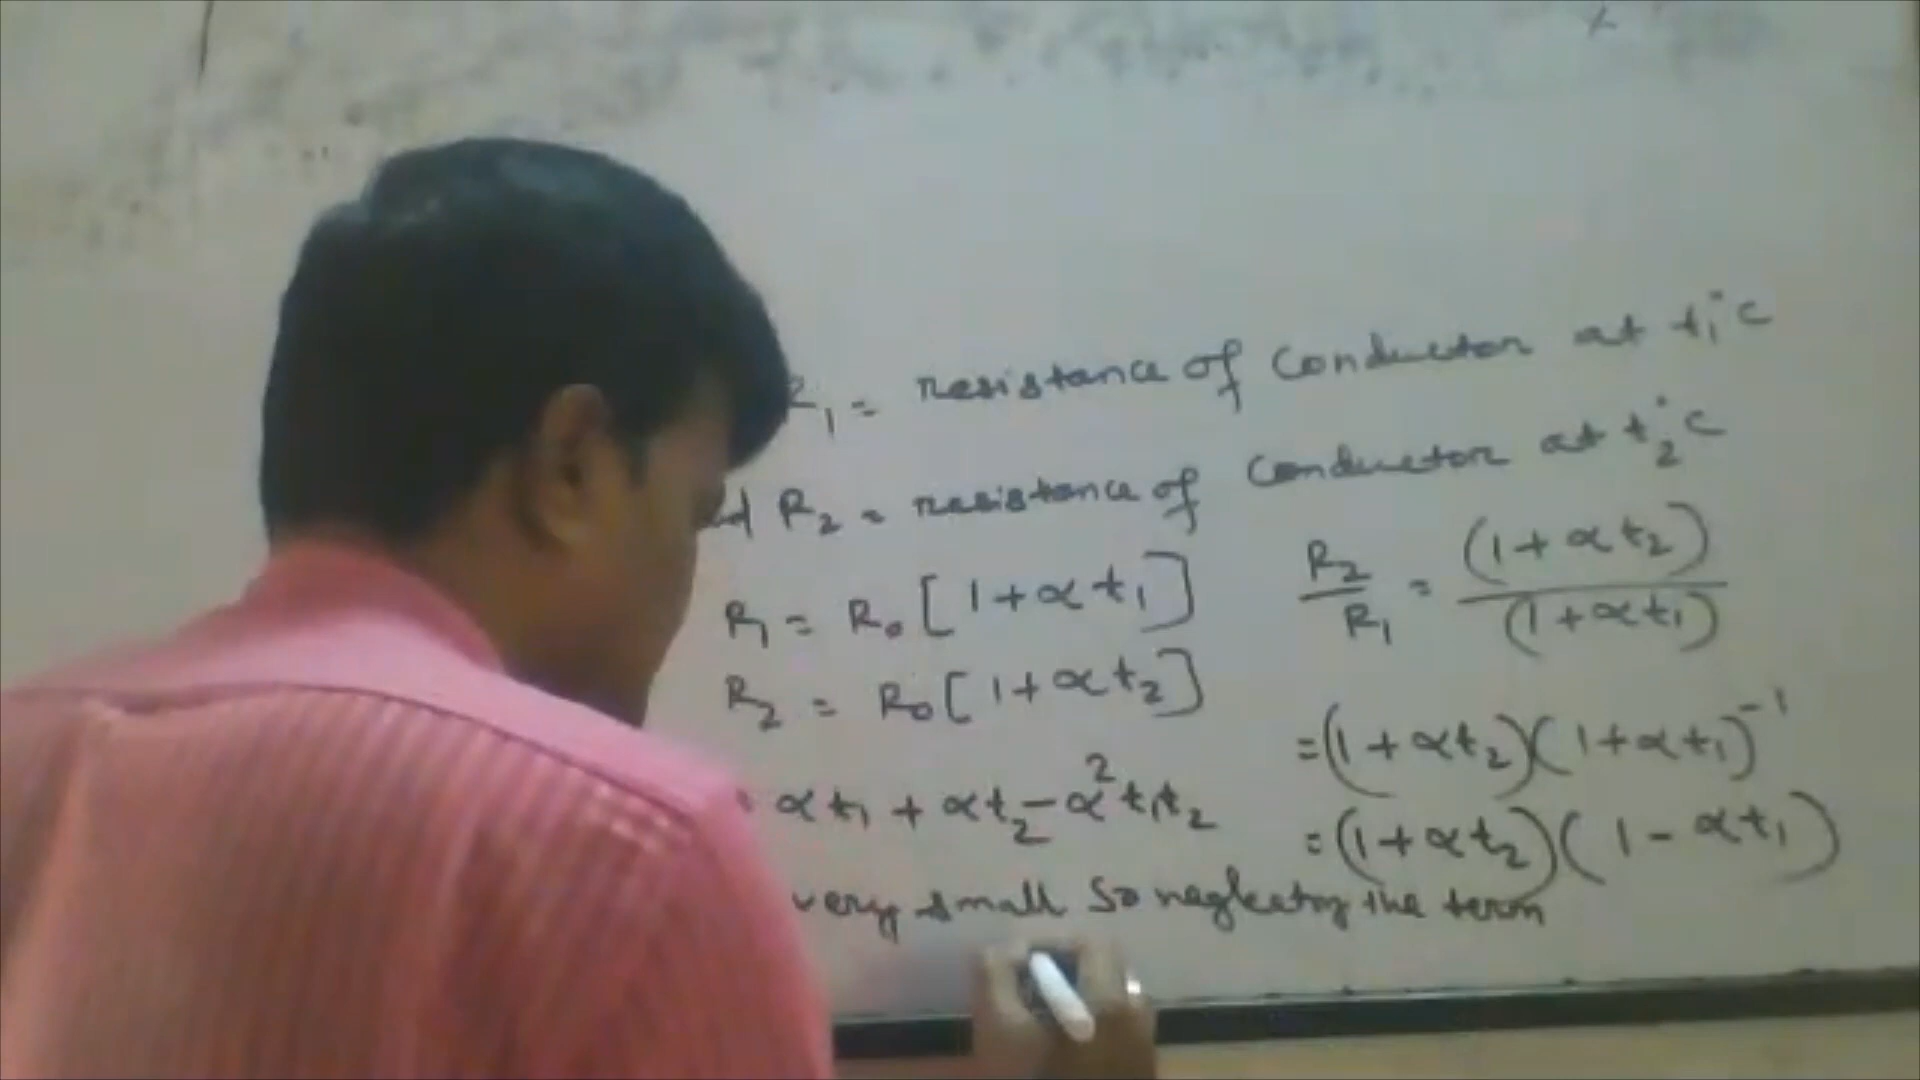 R₁ = resistance of conductor at t₁°C
R₂ = resistance of conductor at t₂°C
R₁ = R₀[1+αt₁]
R₂ = R₀[1+αt₂]
R₂/R₁ = (1+αt₂)/(1+αt₁)
=(1+αt₂)(1+αt₁)⁻¹
=(1+αt₂)(1-αt₁)
αt₁ + αt₂ - α²t₁t₂
very small so neglecting the term